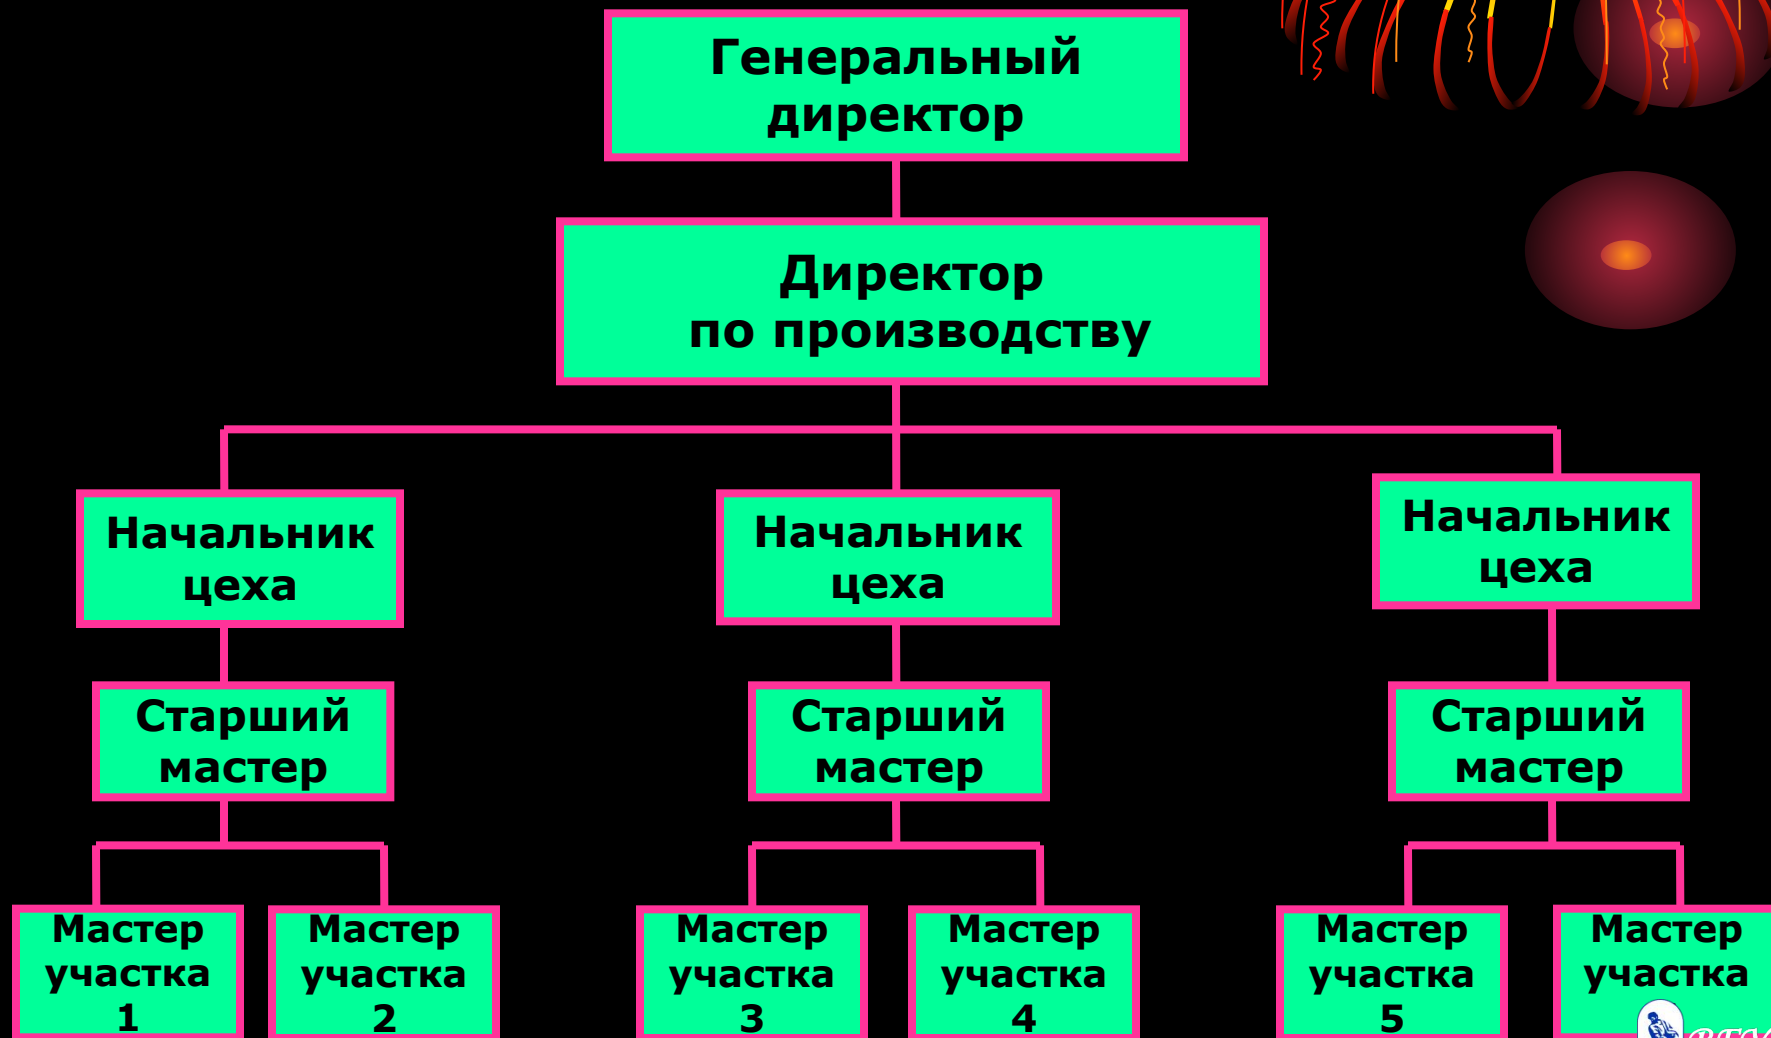 Генеральный
директор
Директор
по производству
Начальник
цеха
Начальник
цеха
Начальник
цеха
Старший
мастер
Старший
мастер
Старший
мастер
Мастер
участка
1
Мастер
участка
2
Мастер
участка
3
Мастер
участка
4
Мастер
участка
5
Мастер
участка